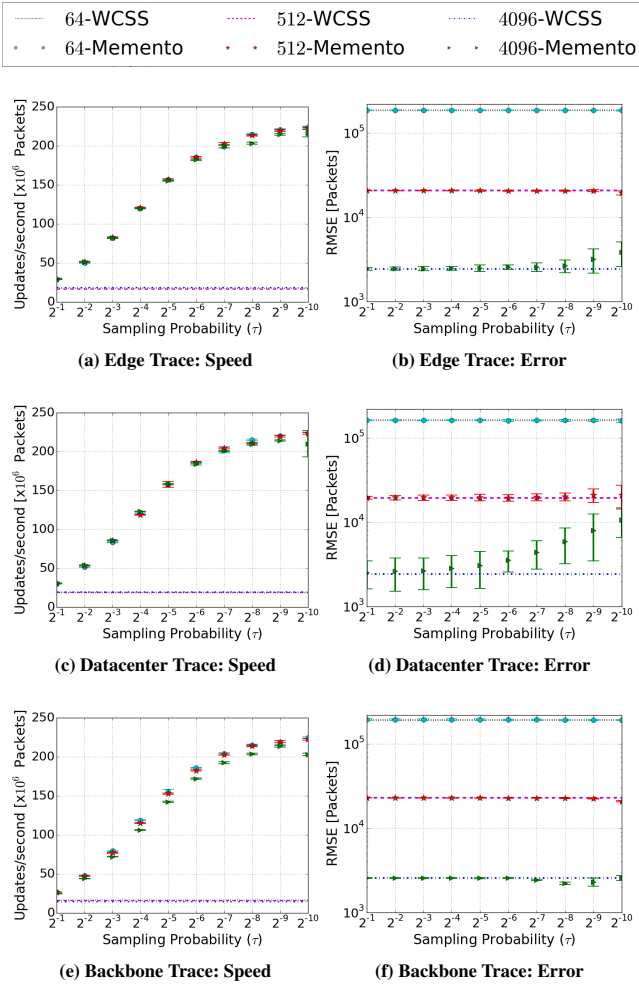 64-WCSS 512-WCSS 4096-WCSS
64-Memento 512-Memento 4096-Memento
Updates/second [x10^6 Packets]
250
200
150
100
50
0
2^-1 2^-2 2^-3 2^-4 2^-5 2^-6 2^-7 2^-8 2^-9 2^-10
Sampling Probability (τ)
(a) Edge Trace: Speed
RMSE [Packets]
10^5
10^4
10^3
2^-1 2^-2 2^-3 2^-4 2^-5 2^-6 2^-7 2^-8 2^-9 2^-10
Sampling Probability (τ)
(b) Edge Trace: Error
Updates/second [x10^6 Packets]
250
200
150
100
50
0
2^-1 2^-2 2^-3 2^-4 2^-5 2^-6 2^-7 2^-8 2^-9 2^-10
Sampling Probability (τ)
(c) Datacenter Trace: Speed
RMSE [Packets]
10^5
10^4
10^3
2^-1 2^-2 2^-3 2^-4 2^-5 2^-6 2^-7 2^-8 2^-9 2^-10
Sampling Probability (τ)
(d) Datacenter Trace: Error
Updates/second [x10^6 Packets]
250
200
150
100
50
0
2^-1 2^-2 2^-3 2^-4 2^-5 2^-6 2^-7 2^-8 2^-9 2^-10
Sampling Probability (τ)
(e) Backbone Trace: Speed
RMSE [Packets]
10^5
10^4
10^3
2^-1 2^-2 2^-3 2^-4 2^-5 2^-6 2^-7 2^-8 2^-9 2^-10
Sampling Probability (τ)
(f) Backbone Trace: Error